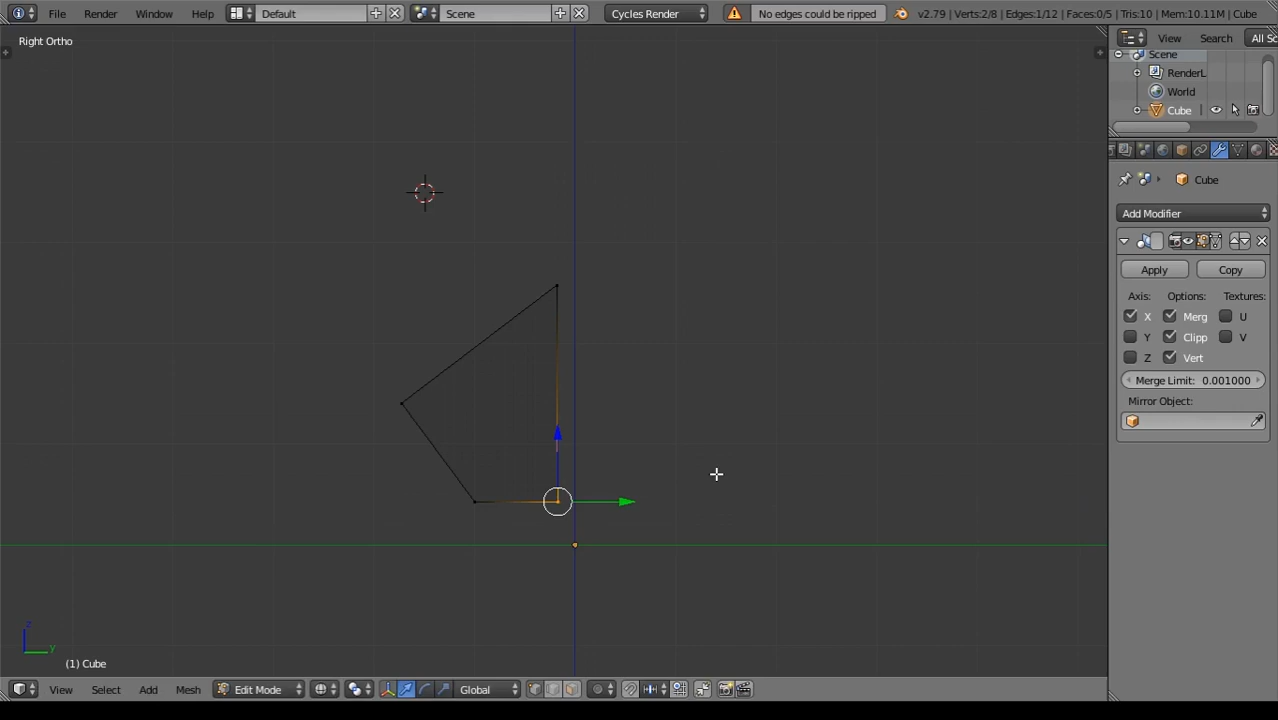 File Render Window Help Default Scene Cycles Render No edges could be ripped v2.79 | Verts:2/8 | Edges:1/12 | Faces:0/5 | Tris:10 | Mem:10.11M | Cube
Right Ortho
View Search All Sc
Scene
RenderL
World
Cube
Cube
Add Modifier
Apply Copy
Axis: Options: Textures:
X Merg U
Y Clipp V
Z Vert
Merge Limit: 0.001000
Mirror Object:
z
y
(1) Cube
View Select Add Mesh Edit Mode Global